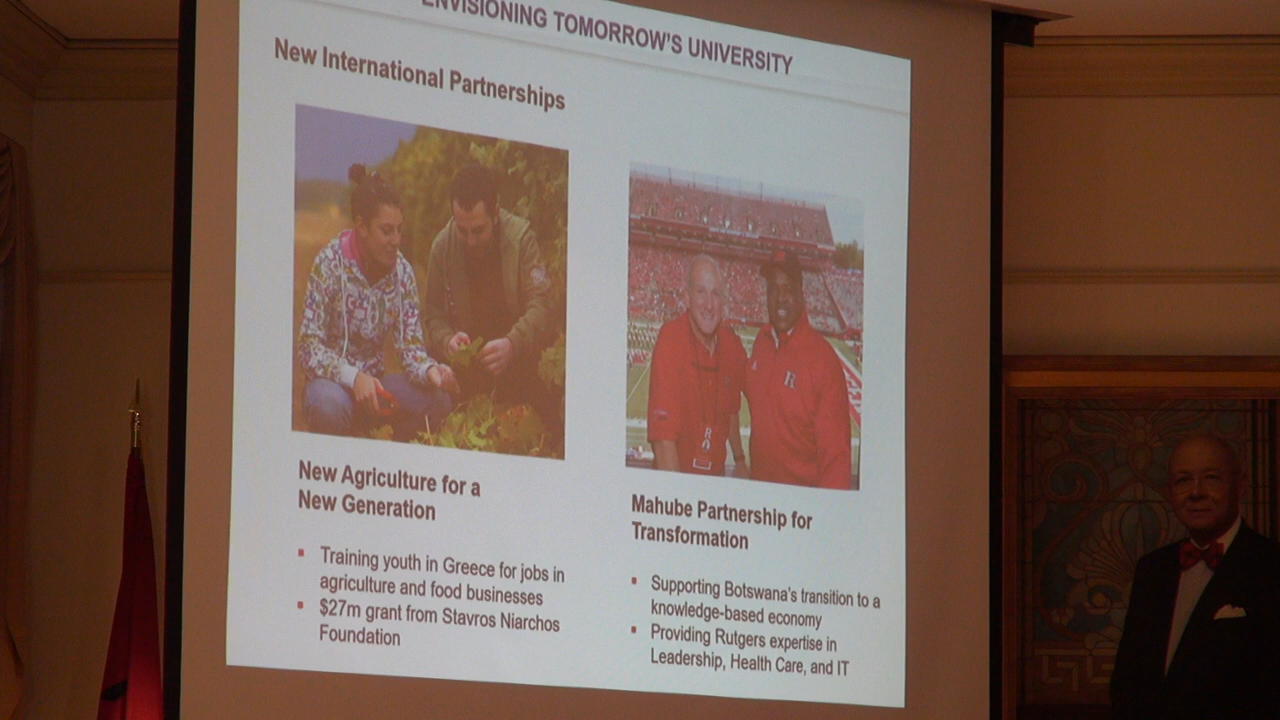 ENVISIONING TOMORROW'S UNIVERSITY
New International Partnerships
R
R
New Agriculture for a
New Generation
▪ Training youth in Greece for jobs in
agriculture and food businesses
▪ $27m grant from Stavros Niarchos
Foundation
Mahube Partnership for
Transformation
▪ Supporting Botswana's transition to a
knowledge-based economy
▪ Providing Rutgers expertise in
Leadership, Health Care, and IT